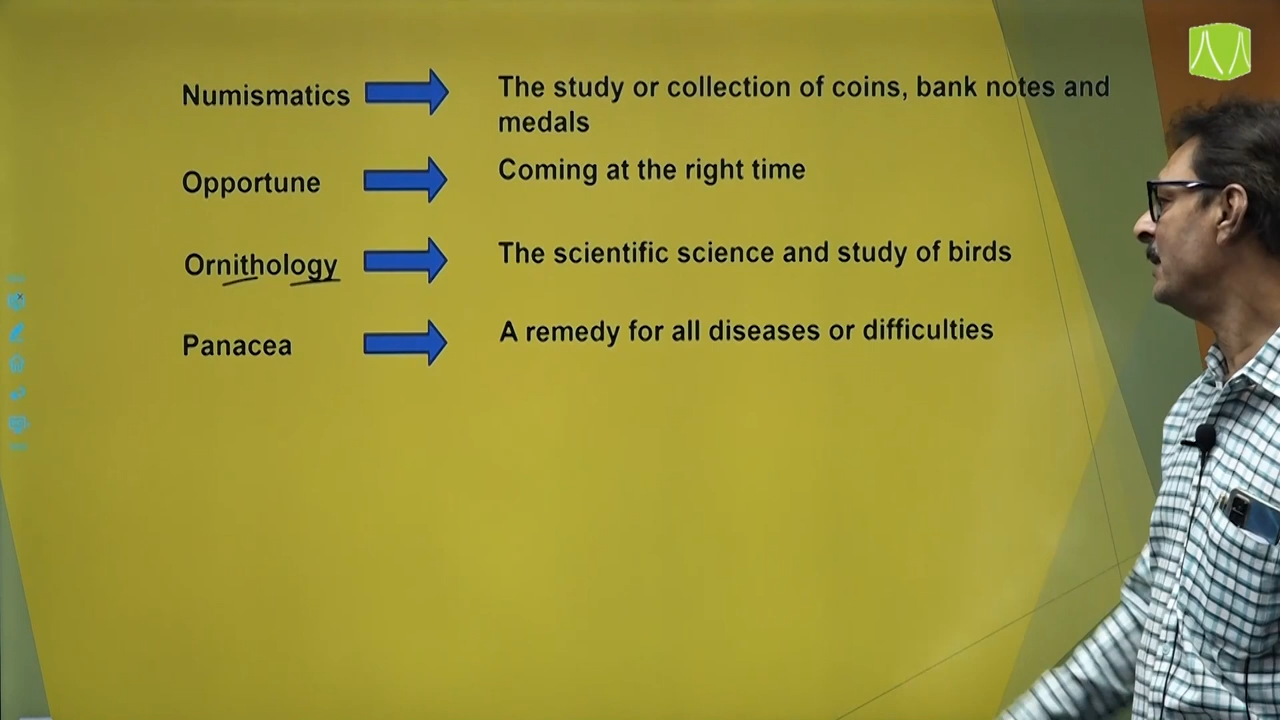 Numismatics
The study or collection of coins, bank notes and
medals
Opportune
Coming at the right time
Ornithology
The scientific science and study of birds
Panacea
A remedy for all diseases or difficulties